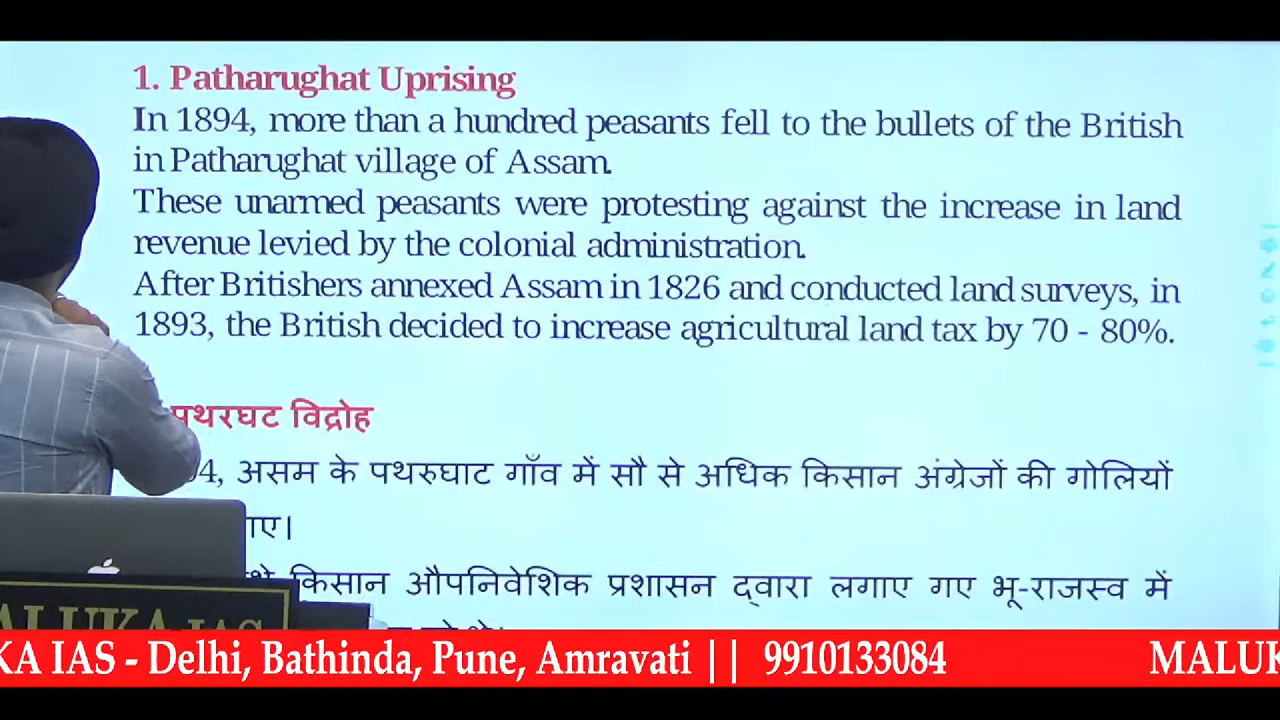 1. Patharughat Uprising
In 1894, more than a hundred peasants fell to the bullets of the British
in Patharughat village of Assam.
These unarmed peasants were protesting against the increase in land
revenue levied by the colonial administration.
After Britishers annexed Assam in 1826 and conducted land surveys, in
1893, the British decided to increase agricultural land tax by 70 - 80%.
पथरघट विद्रोह
असम के पथरुघाट गाँव में सौ से अधिक किसान अंग्रेजों की गोलियों
किसान औपनिवेशिक प्रशासन द्वारा लगाए गए भू-राजस्व में
ALUKA IAS
KA IAS - Delhi, Bathinda, Pune, Amravati || 9910133084 MALUK